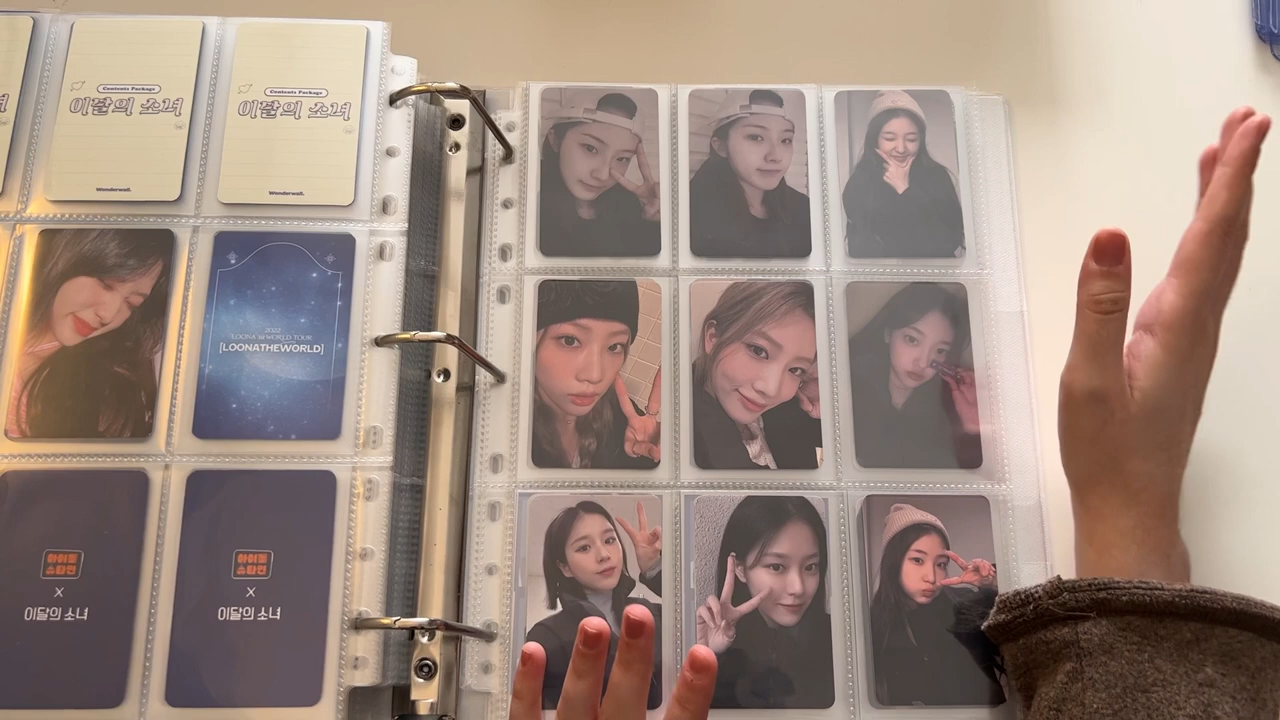 Contents Package
이달의 소녀
Wonderwall.
Contents Package
이달의 소녀
Wonderwall.
2022
LOONA 1st WORLD TOUR
[LOONATHEWORLD]
아이돌
스타전
X
이달의 소녀
아이돌
스타전
X
이달의 소녀